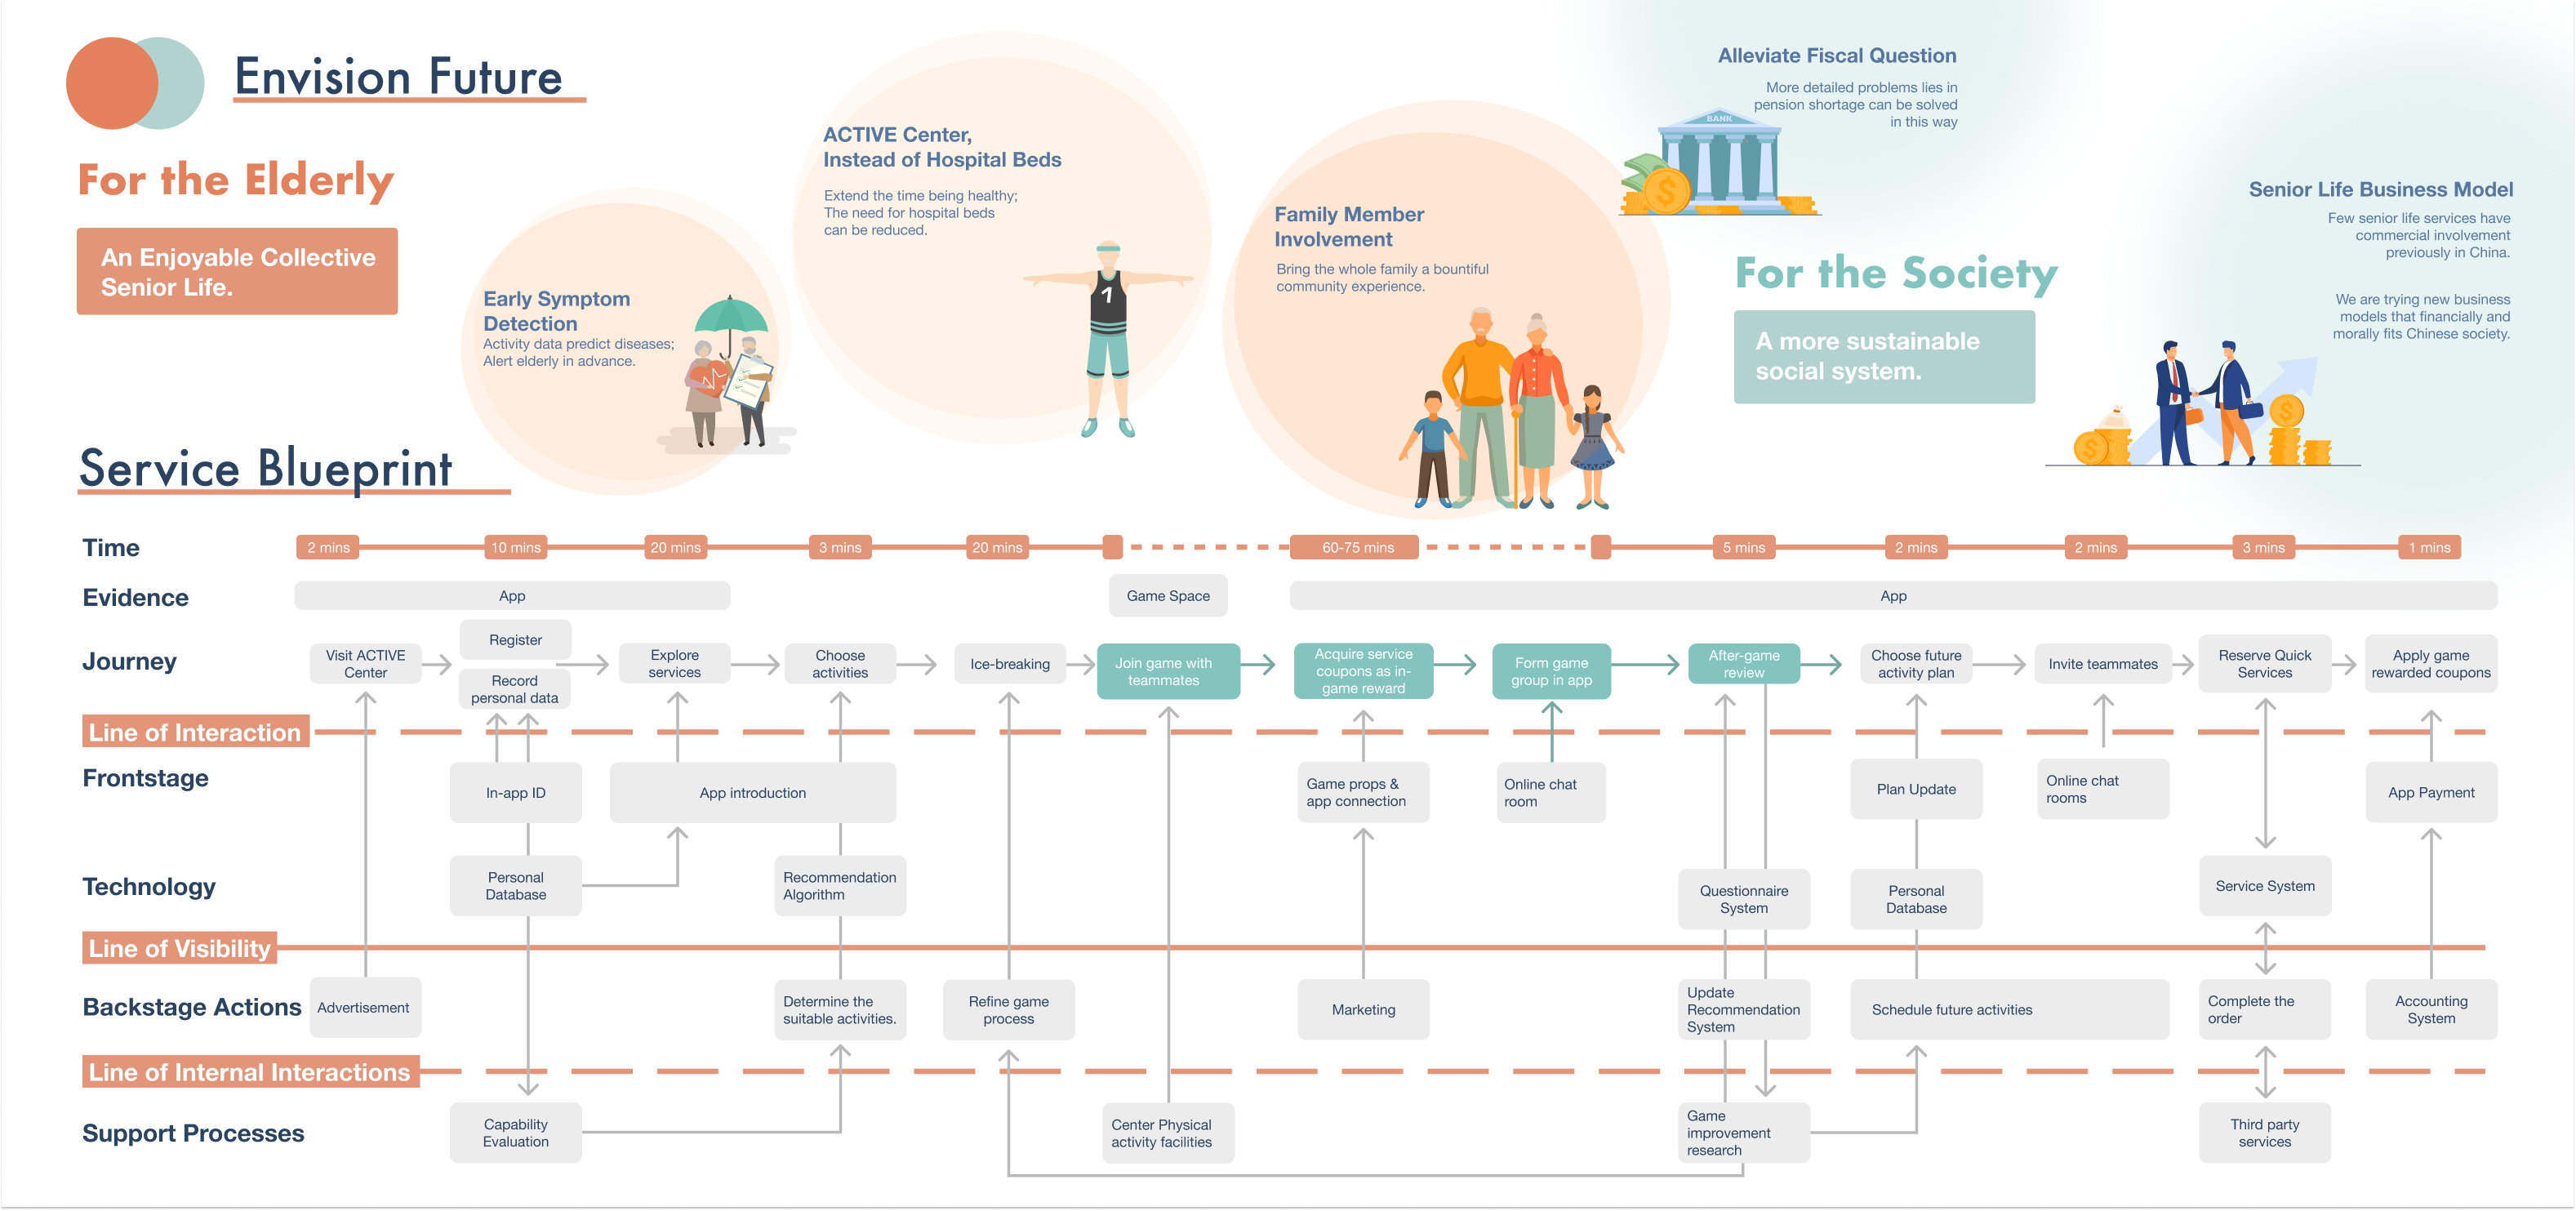 Envision Future
For the Elderly
An Enjoyable Collective
Senior Life.
Early Symptom
Detection
Activity data predict diseases;
Alert elderly in advance.
ACTIVE Center,
Instead of Hospital Beds
Extend the time being healthy;
The need for hospital beds
can be reduced.
1
Family Member
Involvement
Bring the whole family a bountiful
community experience.
Alleviate Fiscal Question
More detailed problems lies in
pension shortage can be solved
in this way
BANK
$
For the Society
A more sustainable
social system.
Senior Life Business Model
Few senior life services have
commercial involvement
previously in China.
We are trying new business
models that financially and
morally fits Chinese society.
$
$
Service Blueprint
Time
2 mins
10 mins
20 mins
3 mins
20 mins
60-75 mins
5 mins
2 mins
2 mins
3 mins
1 mins
Evidence
App
Game Space
App
Journey
Visit ACTIVE
Center
Register
Record
personal data
Explore
services
Choose
activities
Ice-breaking
Join game with
teammates
Acquire service
coupons as in-
game reward
Form game
group in app
After-game
review
Choose future
activity plan
Invite teammates
Reserve Quick
Services
Apply game
rewarded coupons
Line of Interaction
Frontstage
In-app ID
App introduction
Game props &
app connection
Online chat
room
Plan Update
Online chat
rooms
App Payment
Technology
Personal
Database
Recommendation
Algorithm
Questionnaire
System
Personal
Database
Service System
Line of Visibility
Backstage Actions
Advertisement
Determine the
suitable activities.
Refine game
process
Marketing
Update
Recommendation
System
Schedule future activities
Complete the
order
Accounting
System
Line of Internal Interactions
Support Processes
Capability
Evaluation
Center Physical
activity facilities
Game
improvement
research
Third party
services